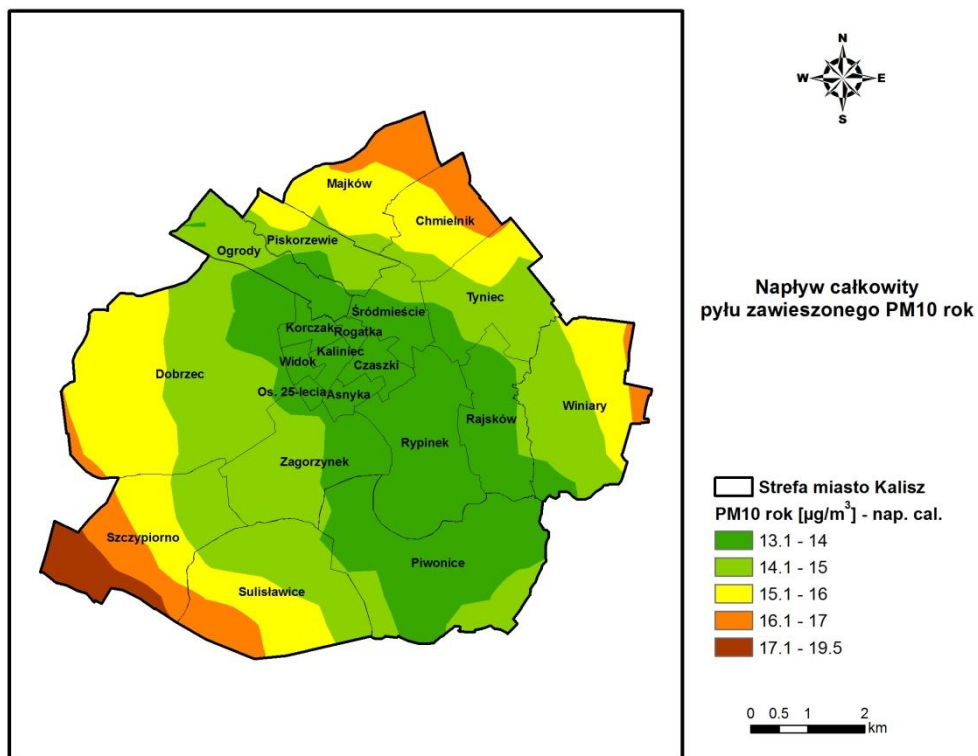 N
W E
S
Napływ całkowity
pyłu zawieszonego PM10 rok
Majków
Chmielnik
Piskorzewie
Ogrody
Tyniec
Śródmieście
Korczak
Rogatka
Kaliniec
Widok
Czaszki
Dobrzec
Os. 25-lecia
Asnyka
Winiary
Rajsków
Rypinek
Zagorzynek
Szczypiorno
Piwonice
Sulisławice
Strefa miasto Kalisz
PM10 rok [µg/m³] - nap. cal.
13.1 - 14
14.1 - 15
15.1 - 16
16.1 - 17
17.1 - 19.5
0 0.5 1 2
km